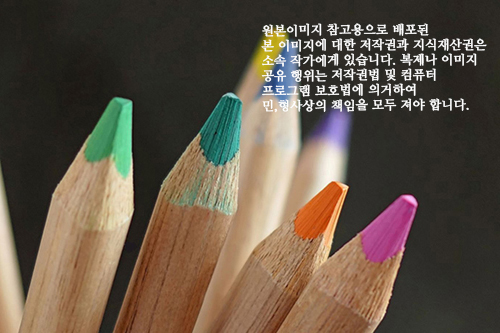 원본이미지 참고용으로 배포된
본 이미지에 대한 저작권과 지식재산권은
소속 작가에게 있습니다. 복제나 이미지
공유 행위는 저작권법 및 컴퓨터
프로그램 보호법에 의거하여
민,형사상의 책임을 모두 져야 합니다.